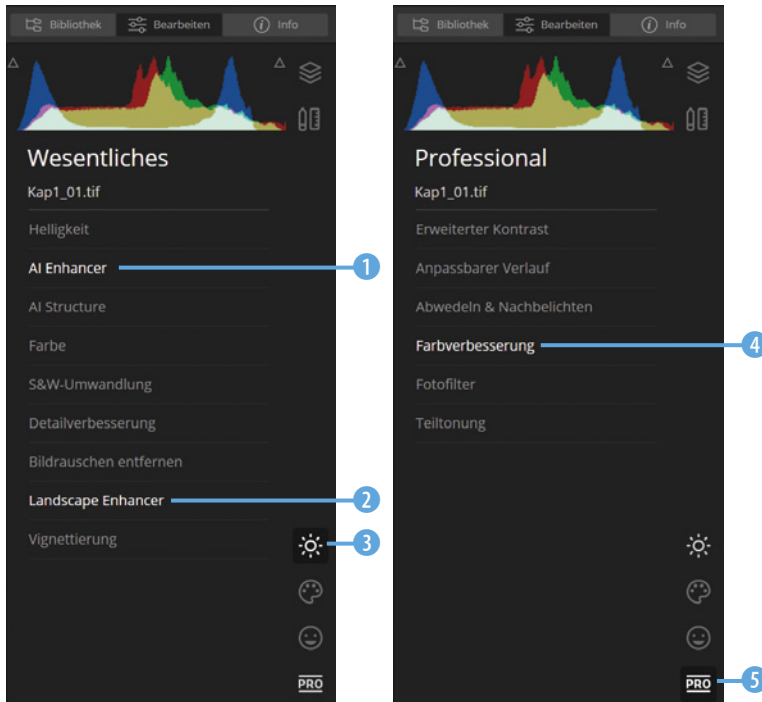 Bibliothek Bearbeiten Info
Wesentliches
Kap1_01.tif
Helligkeit
AI Enhancer 1
AI Structure
Farbe
S&W-Umwandlung
Detailverbesserung
Bildrauschen entfernen
Landscape Enhancer 2
Vignettierung
3
PRO
Bibliothek Bearbeiten Info
Professional
Kap1_01.tif
Erweiterter Kontrast
Anpassbarer Verlauf
Abwedeln & Nachbelichten
Farbverbesserung 4
Fotofilter
Teiltonung
PRO 5